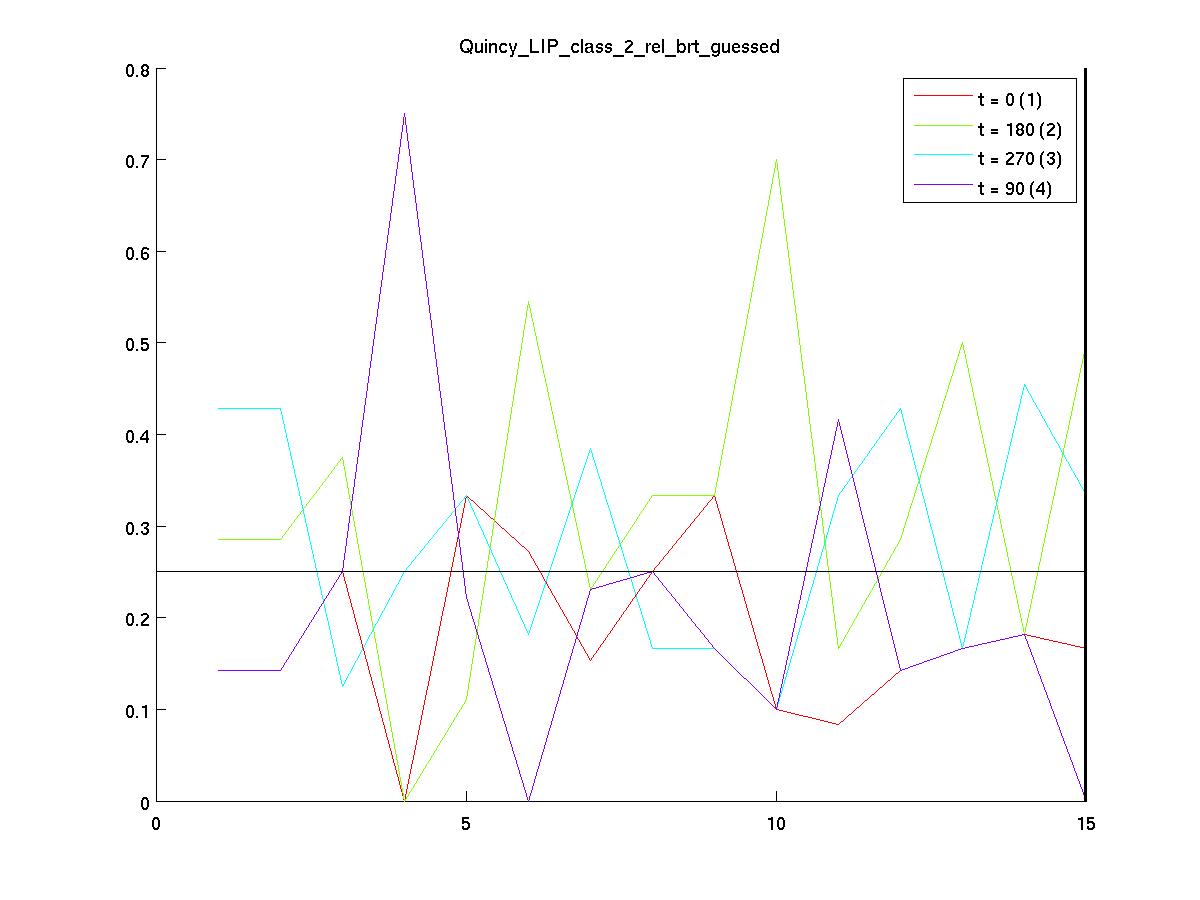 Quincy_LIP_class_2_rel_brt_guessed
0.8
0.7
0.6
0.5
0.4
0.3
0.2
0.1
0
0 5 10 15
t = 0 (1)
t = 180 (2)
t = 270 (3)
t = 90 (4)